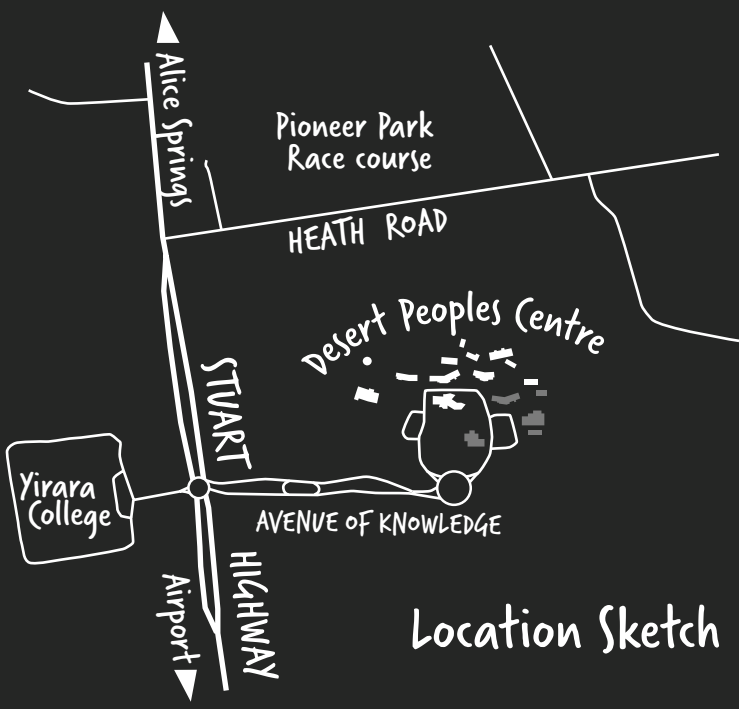 Alice Springs
Pioneer Park
Race course
HEATH ROAD
Desert Peoples Centre
STUART
Yirara
College
AVENUE OF KNOWLEDGE
HIGHWAY
Airport
Location Sketch